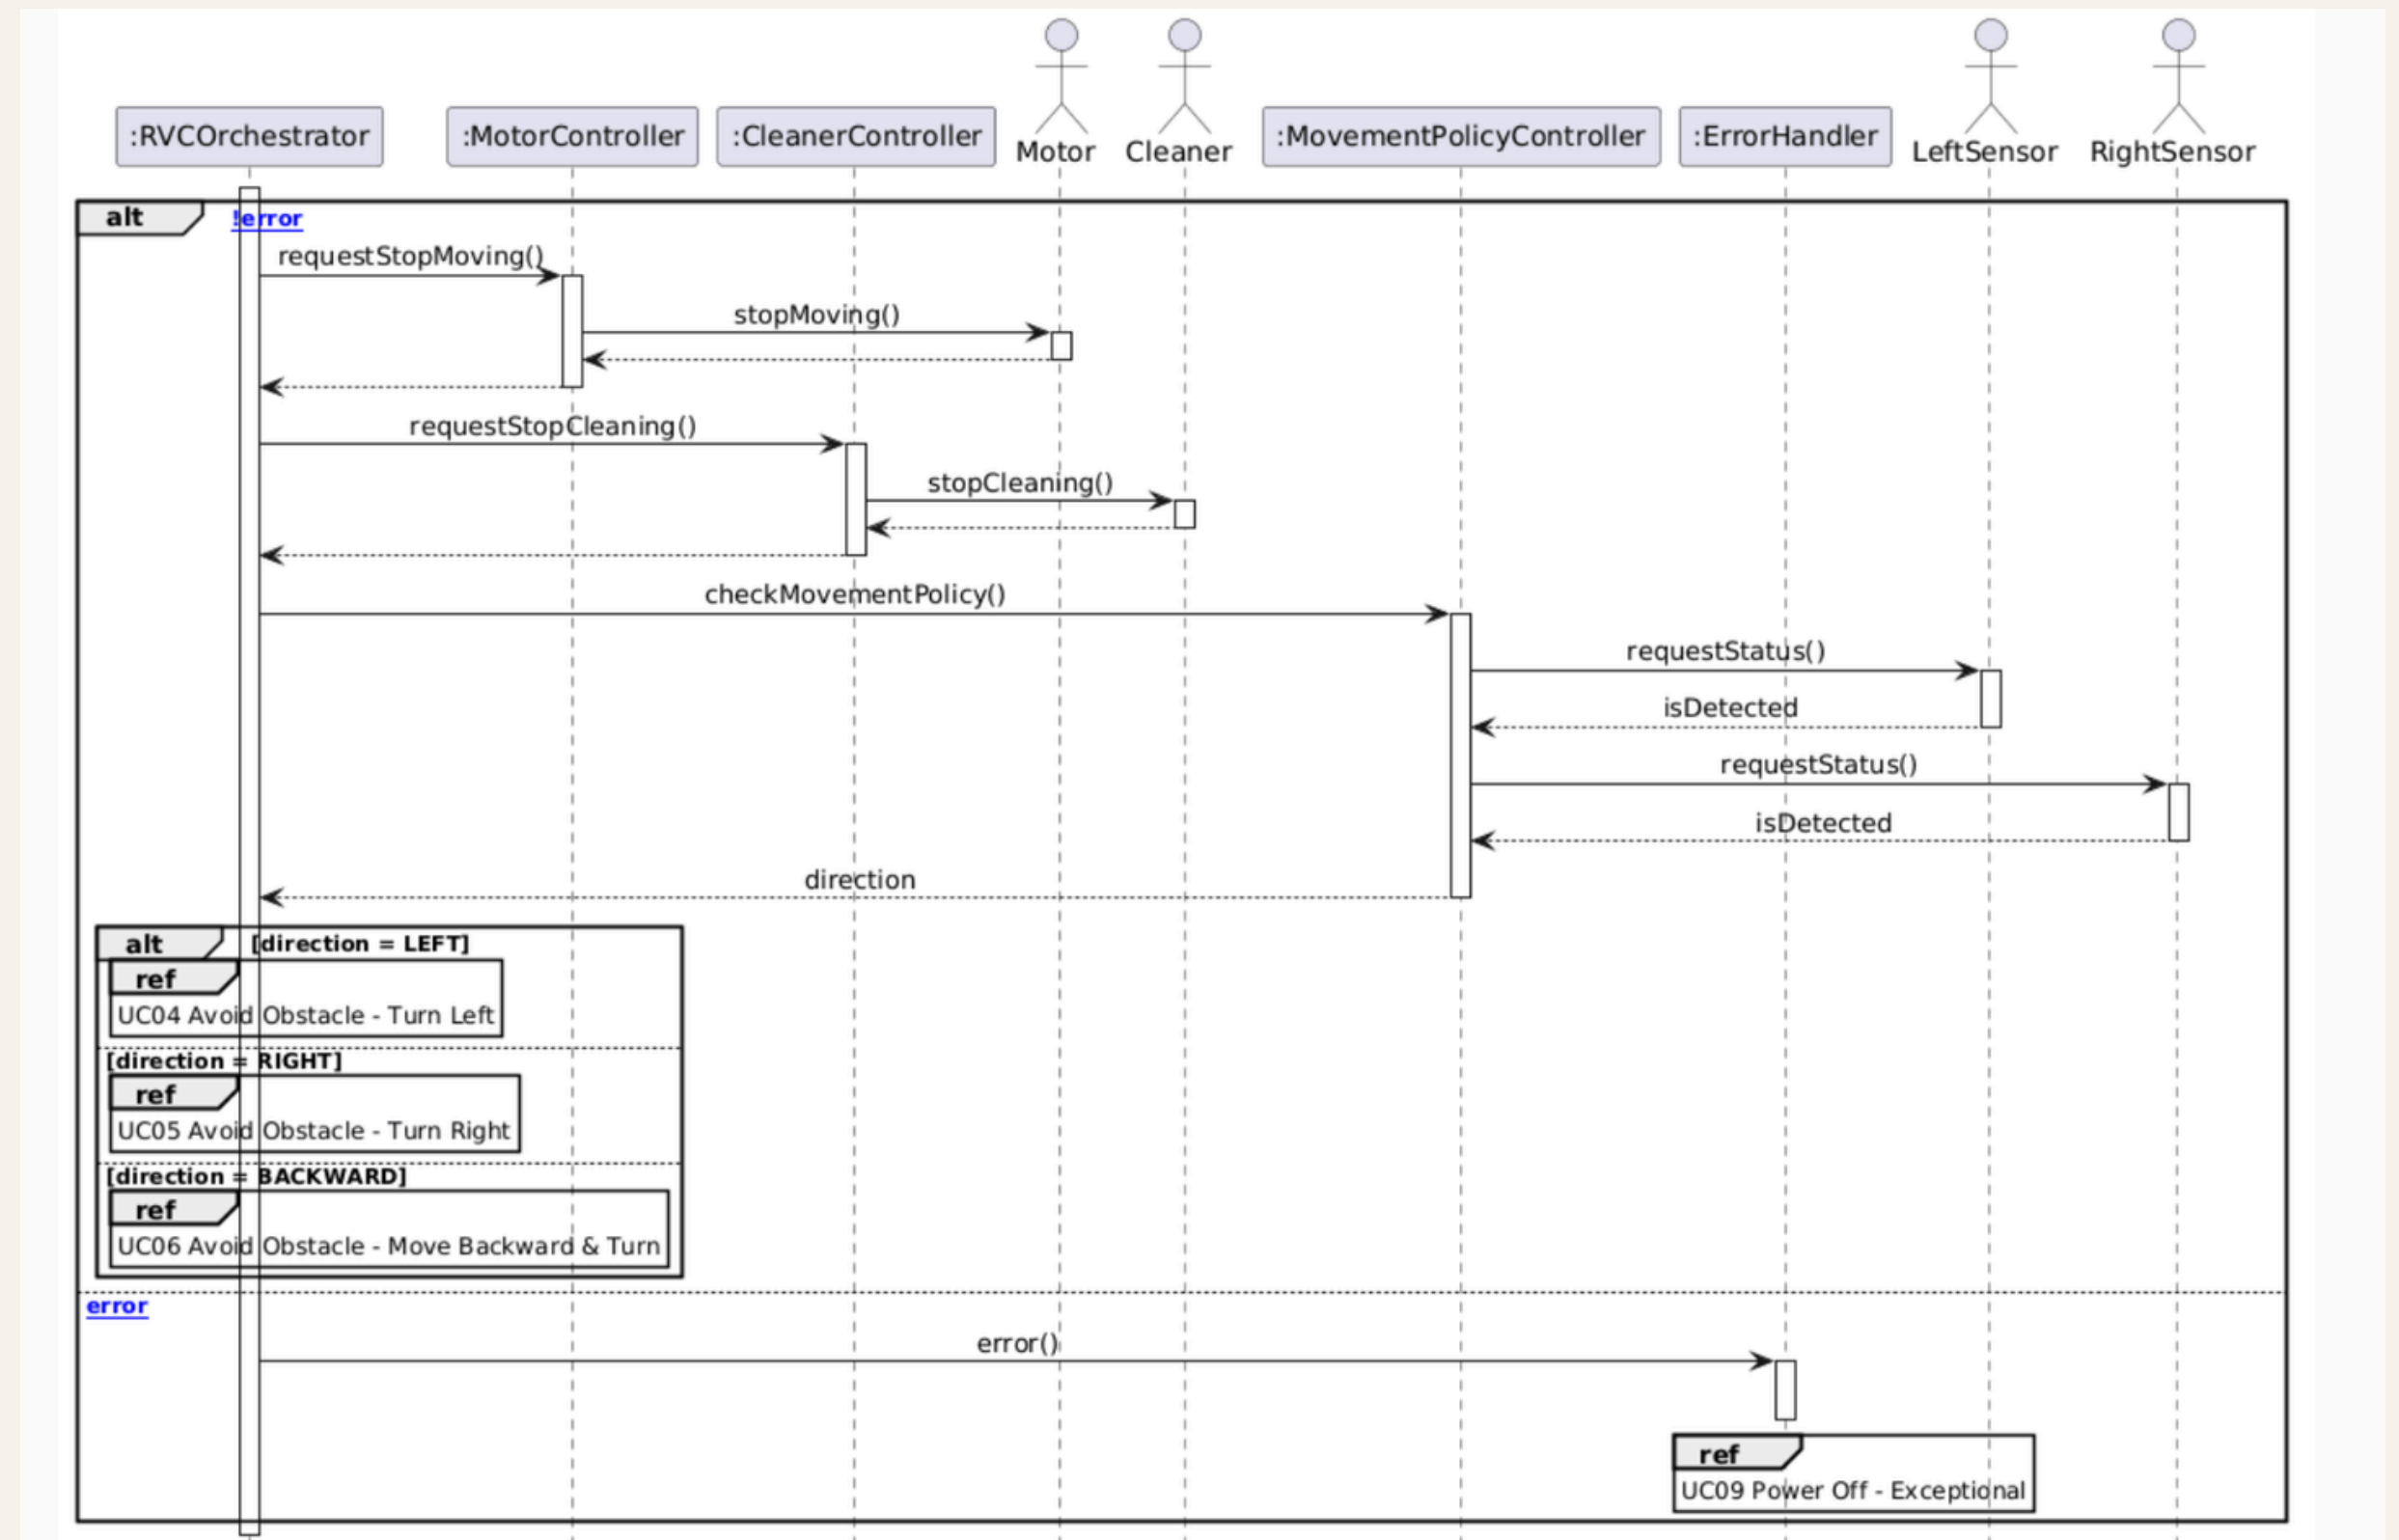 :RVCOrchestrator
:MotorController
:CleanerController
Motor
Cleaner
:MovementPolicyController
:ErrorHandler
LeftSensor
RightSensor
alt
!error
requestStopMoving()
stopMoving()
requestStopCleaning()
stopCleaning()
checkMovementPolicy()
requestStatus()
isDetected
requestStatus()
isDetected
direction
alt
[direction = LEFT]
ref
UC04 Avoid Obstacle - Turn Left
[direction = RIGHT]
ref
UC05 Avoid Obstacle - Turn Right
[direction = BACKWARD]
ref
UC06 Avoid Obstacle - Move Backward & Turn
error
error()
ref
UC09 Power Off - Exceptional